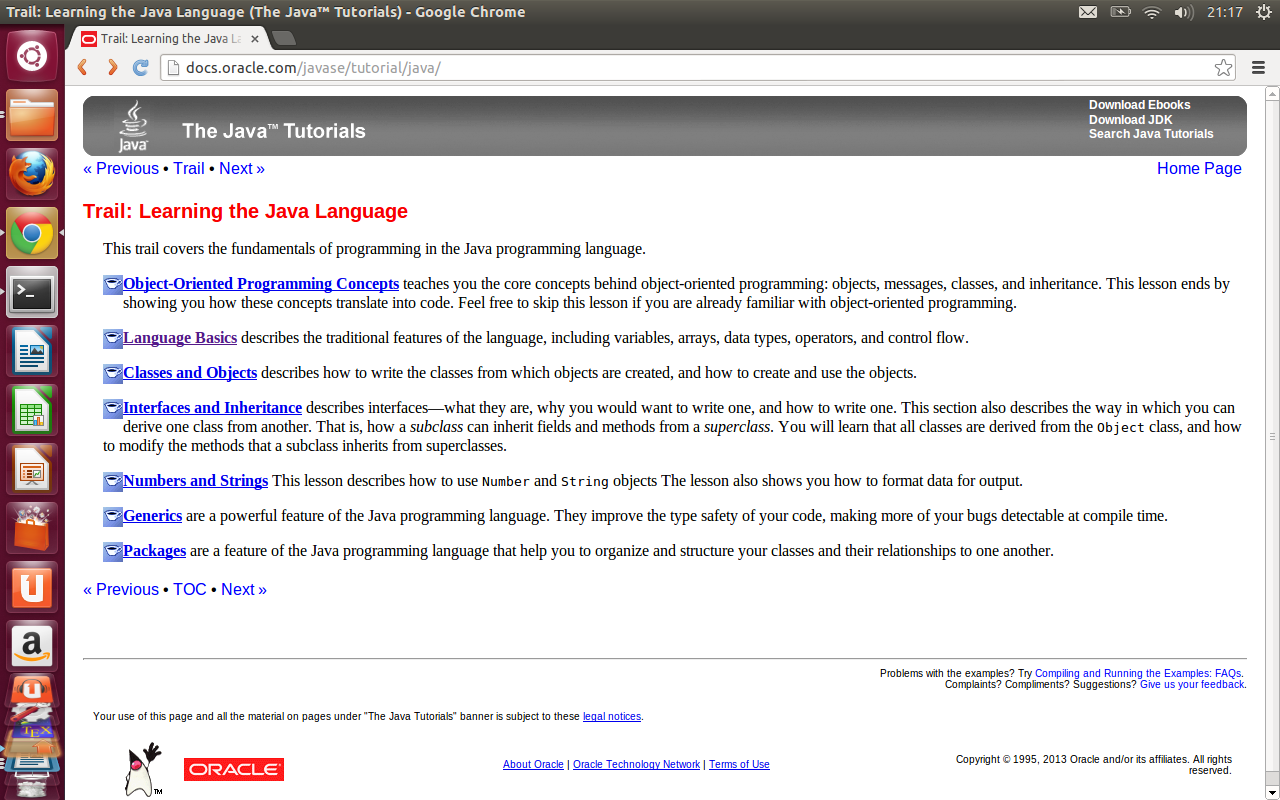 Trail: Learning the Java Language (The Java™ Tutorials) - Google Chrome
21:17
Trail: Learning the Java La
docs.oracle.com/javase/tutorial/java/
Java™
The Java™ Tutorials
Download Ebooks
Download JDK
Search Java Tutorials
« Previous • Trail • Next »
Home Page
Trail: Learning the Java Language
This trail covers the fundamentals of programming in the Java programming language.
Object-Oriented Programming Concepts teaches you the core concepts behind object-oriented programming: objects, messages, classes, and inheritance. This lesson ends by
showing you how these concepts translate into code. Feel free to skip this lesson if you are already familiar with object-oriented programming.
Language Basics describes the traditional features of the language, including variables, arrays, data types, operators, and control flow.
Classes and Objects describes how to write the classes from which objects are created, and how to create and use the objects.
Interfaces and Inheritance describes interfaces—what they are, why you would want to write one, and how to write one. This section also describes the way in which you can
derive one class from another. That is, how a subclass can inherit fields and methods from a superclass. You will learn that all classes are derived from the Object class, and how
to modify the methods that a subclass inherits from superclasses.
Numbers and Strings This lesson describes how to use Number and String objects The lesson also shows you how to format data for output.
Generics are a powerful feature of the Java programming language. They improve the type safety of your code, making more of your bugs detectable at compile time.
Packages are a feature of the Java programming language that help you to organize and structure your classes and their relationships to one another.
« Previous • TOC • Next »
Problems with the examples? Try Compiling and Running the Examples: FAQs.
Complaints? Compliments? Suggestions? Give us your feedback.
Your use of this page and all the material on pages under "The Java Tutorials" banner is subject to these legal notices.
TM
ORACLE
About Oracle | Oracle Technology Network | Terms of Use
Copyright © 1995, 2013 Oracle and/or its affiliates. All rights
reserved.
a
TEX